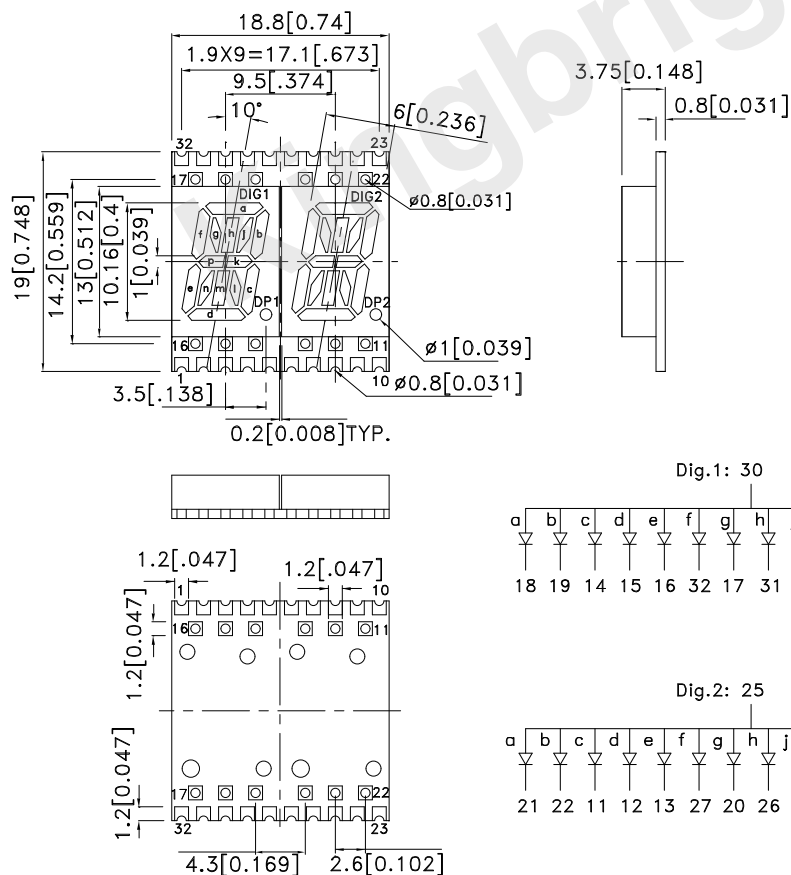 Kingbrig
18.8[0.74]
1.9X9=17.1[.673]
9.5[.374]
10°
6[0.236]
3.75[0.148]
0.8[0.031]
32 23
17 22
DIG1 DIG2
ø0.8[0.031]
19[0.748]
14.2[0.559]
13[0.512]
10.16[0.4]
1[0.039]
a
f g h j b
p k
e n m l c
d
DP1 DP2
16 11
1 10
ø1[0.039]
ø0.8[0.031]
3.5[.138]
0.2[0.008]TYP.
Dig.1: 30
a b c d e f g h
18 19 14 15 16 32 17 31
1.2[.047] 1.2[.047]
1 10
16 11
1.2[0.047]
1.2[0.047]
17 22
32 23
4.3[0.169] 2.6[0.102]
Dig.2: 25
a b c d e f g h j
21 22 11 12 13 27 20 26